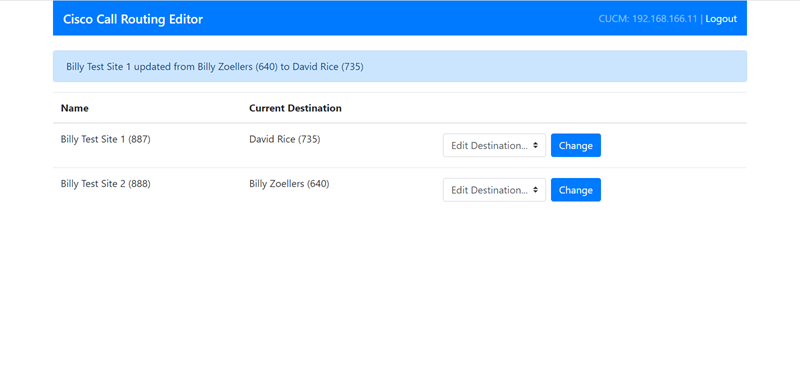 Cisco Call Routing Editor
CUCM: 192.168.166.11 | Logout
Billy Test Site 1 updated from Billy Zoellers (640) to David Rice (735)
Name Current Destination
Billy Test Site 1 (887) David Rice (735) Edit Destination... Change
Billy Test Site 2 (888) Billy Zoellers (640) Edit Destination... Change